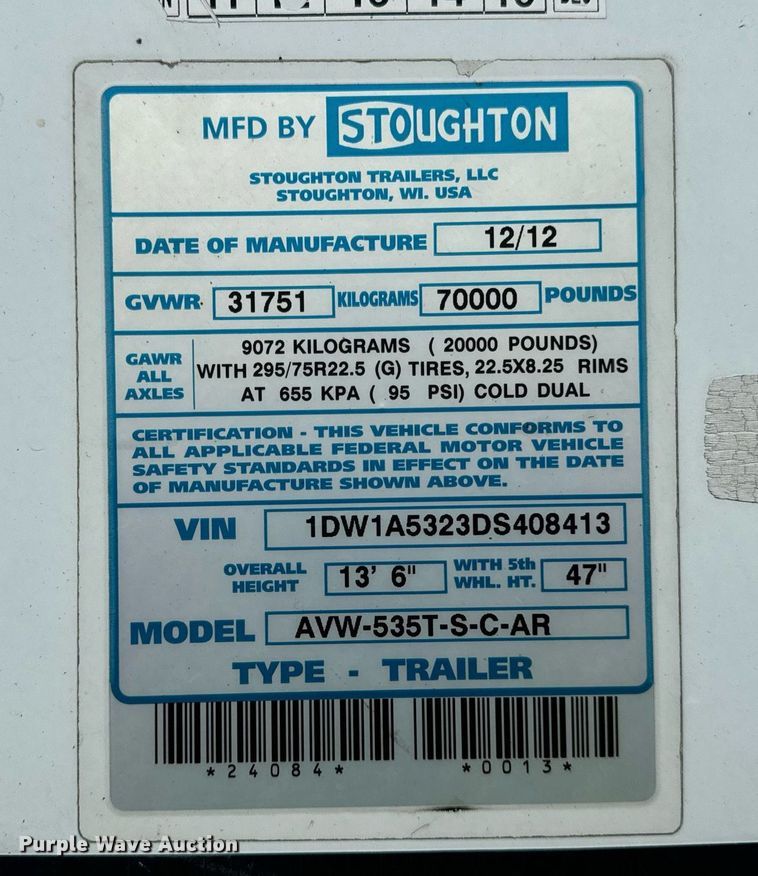 MFD BY STOUGHTON
STOUGHTON TRAILERS, LLC
STOUGHTON, WI. USA
DATE OF MANUFACTURE 12/12
GVWR 31751 KILOGRAMS 70000 POUNDS
GAWR ALL AXLES
9072 KILOGRAMS ( 20000 POUNDS)
WITH 295/75R22.5 (G) TIRES, 22.5X8.25 RIMS
AT 655 KPA ( 95 PSI) COLD DUAL
CERTIFICATION - THIS VEHICLE CONFORMS TO
ALL APPLICABLE FEDERAL MOTOR VEHICLE
SAFETY STANDARDS IN EFFECT ON THE DATE
OF MANUFACTURE SHOWN ABOVE.
VIN 1DW1A5323DS408413
OVERALL HEIGHT 13' 6" WITH 5th WHL. HT. 47"
MODEL AVW-535T-S-C-AR
TYPE - TRAILER
*24084* *0013*
Purple Wave Auction